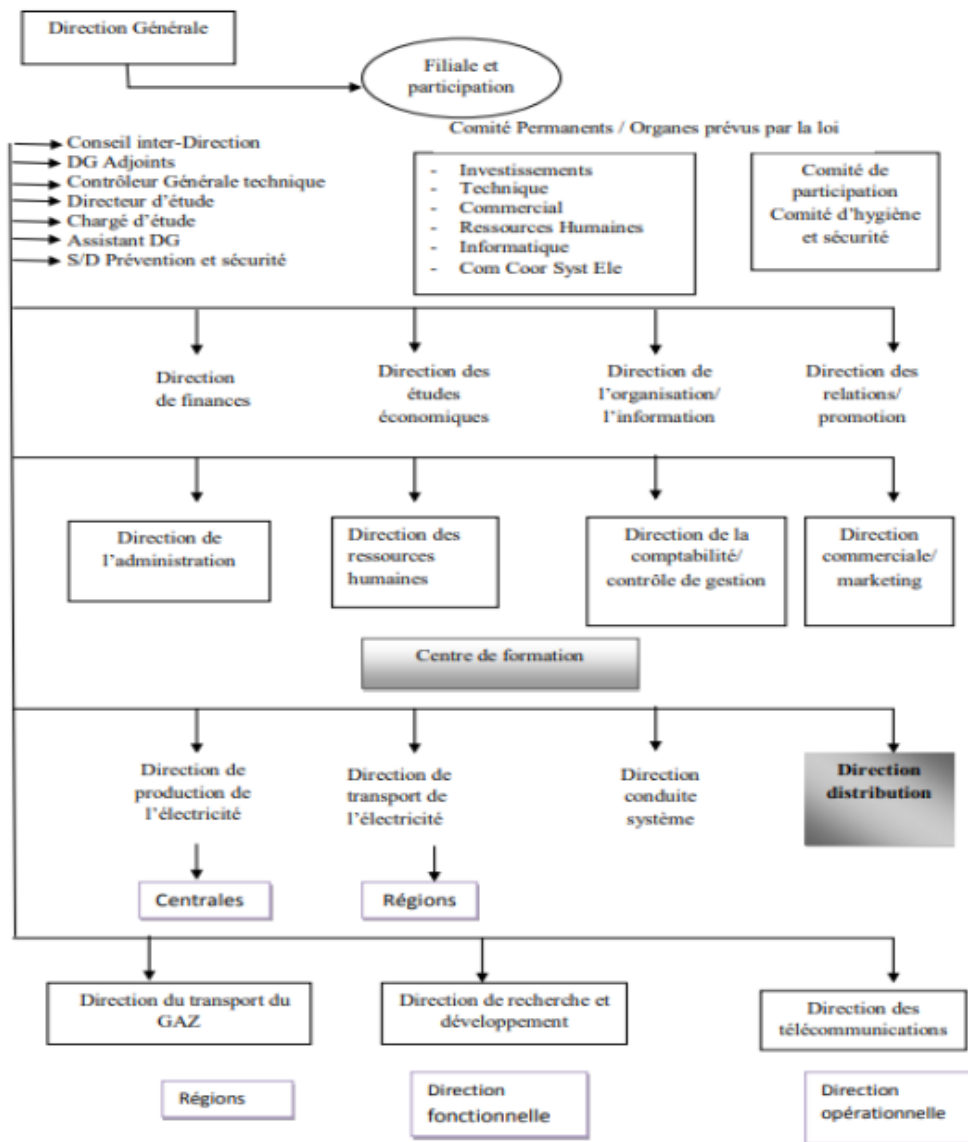 Direction Générale
Filiale et
participation
Comité Permanents / Organes prévus par la loi
Conseil inter-Direction
DG Adjoints
Contrôleur Générale technique
Directeur d'étude
Chargé d'étude
Assistant DG
S/D Prévention et sécurité
- Investissements
- Technique
- Commercial
- Ressources Humaines
- Informatique
- Com Coor Syst Ele
Comité de
participation
Comité d'hygiène
et sécurité
Direction
de finances
Direction des
études
économiques
Direction de
l'organisation/
l'information
Direction des
relations/
promotion
Direction de
l'administration
Direction des
ressources
humaines
Direction de la
comptabilité/
contrôle de gestion
Direction
commerciale/
marketing
Centre de formation
Direction de
production de
l'électricité
Direction de
transport de
l'électricité
Direction
conduite
système
Direction
distribution
Centrales
Régions
Direction du transport du
GAZ
Direction de recherche et
développement
Direction des
télécommunications
Régions
Direction
fonctionnelle
Direction
opérationnelle